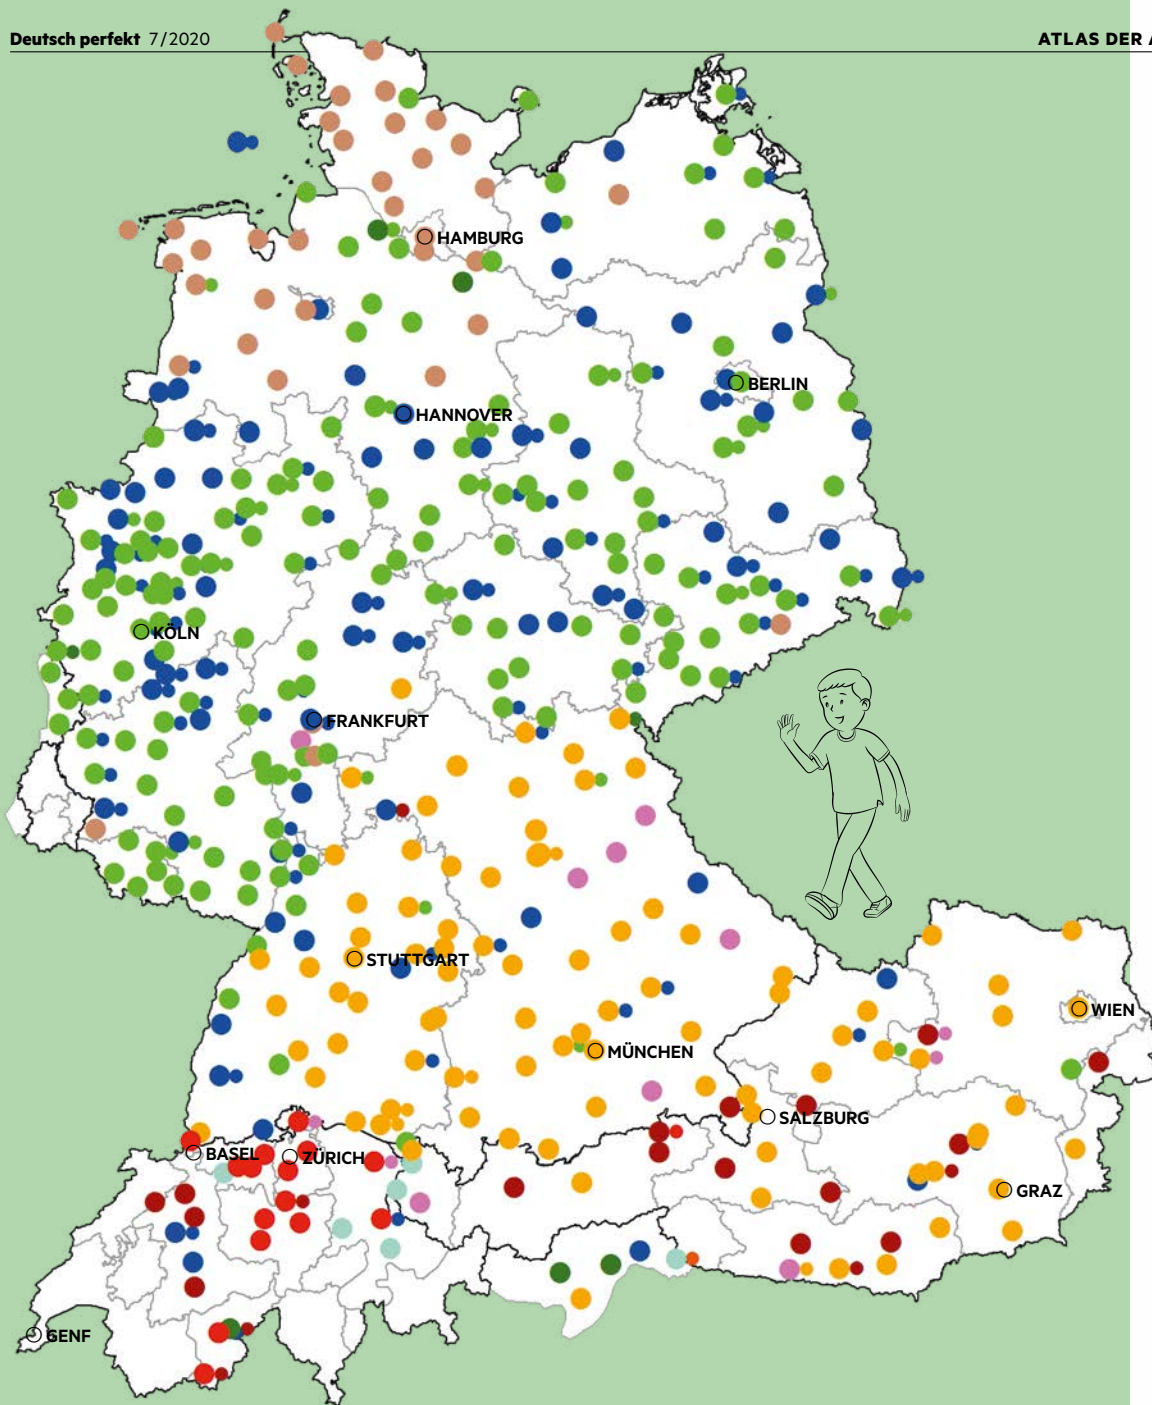 Deutsch perfekt 7/2020
ATLAS DER A
HAMBURG
BERLIN
HANNOVER
KÖLN
FRANKFURT
STUTTGART
WIEN
MÜNCHEN
SALZBURG
BASEL
ZÜRICH
GRAZ
GENF